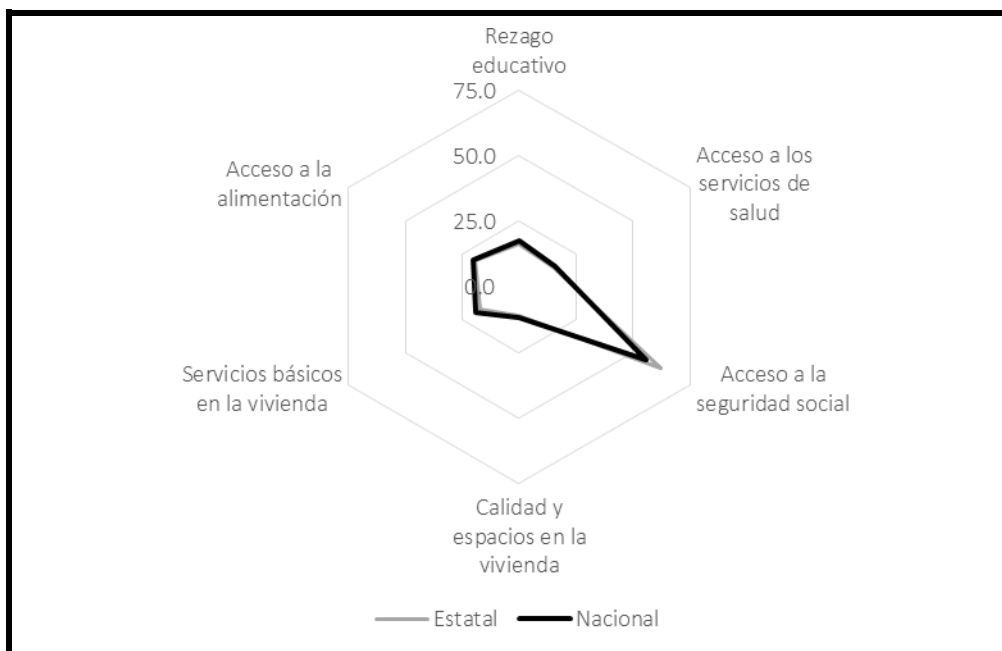 Rezago
educativo
75.0
50.0
25.0
0.0
Acceso a los
servicios de
salud
Acceso a la
seguridad social
Calidad y
espacios en la
vivienda
Servicios básicos
en la vivienda
Acceso a la
alimentación
Estatal
Nacional